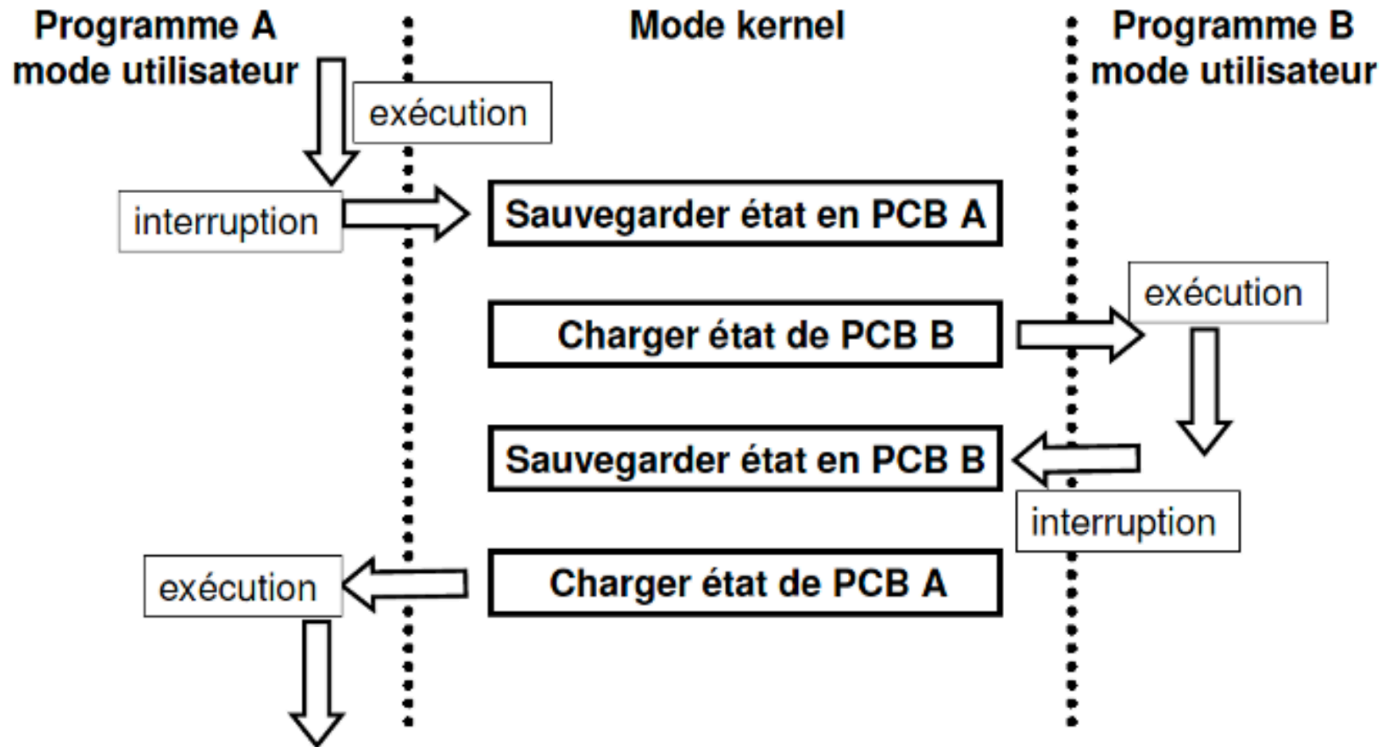 Programme A
mode utilisateur
Mode kernel
Programme B
mode utilisateur
exécution
interruption
Sauvegarder état en PCB A
Charger état de PCB B
exécution
Sauvegarder état en PCB B
interruption
Charger état de PCB A
exécution